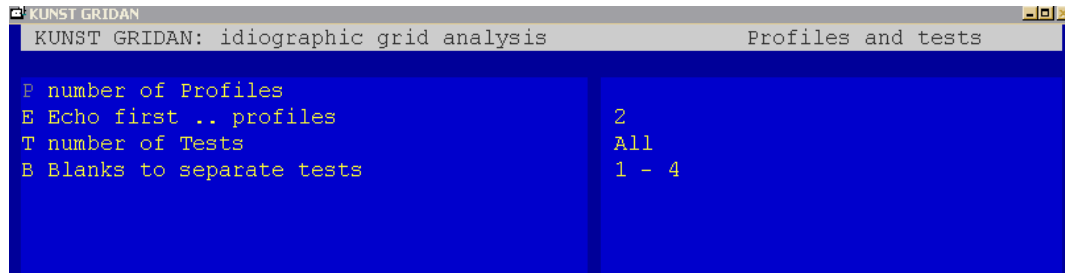 KUNST GRIDAN
KUNST GRIDAN: idiographic grid analysis Profiles and tests
P number of Profiles
E Echo first .. profiles 2
T number of Tests All
B Blanks to separate tests 1 - 4